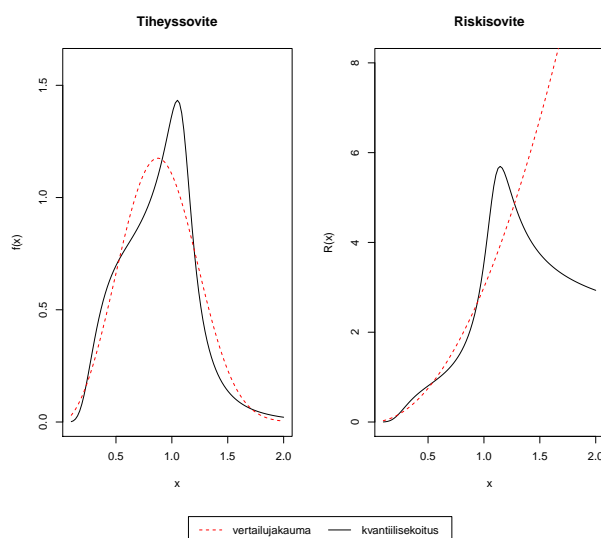 Tiheyssovite
f(x)
0.0
0.5
1.0
1.5
0.5
1.0
1.5
2.0
x
Riskisovite
R(x)
0
2
4
6
8
0.5
1.0
1.5
2.0
x
vertailujakauma
kvantiilisekoitus